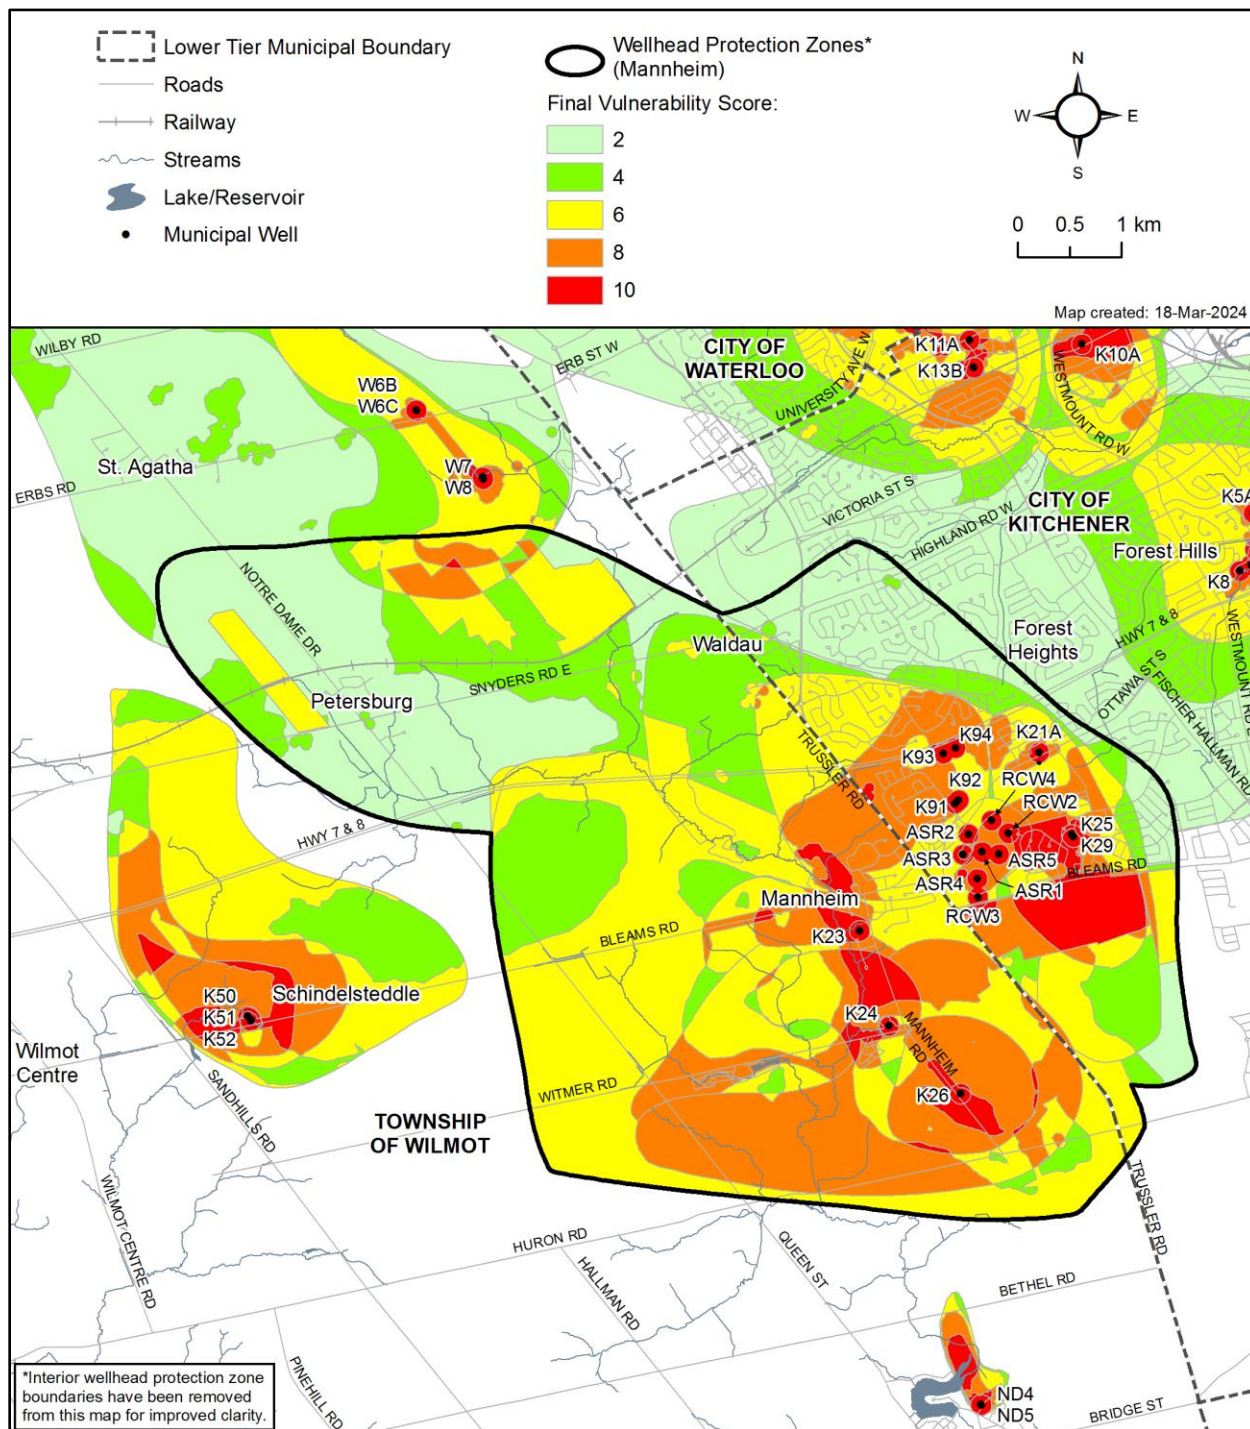 Lower Tier Municipal Boundary
Roads
Railway
Streams
Lake/Reservoir
Municipal Well
Wellhead Protection Zones*
(Mannheim)
Final Vulnerability Score:
2
4
6
8
10
N
W
E
S
0 0.5 1 km
Map created: 18-Mar-2024
WILBY RD
ERB ST W
CITY OF
WATERLOO
UNIVERSITY AVE W
K11A
K13B
K10A
WESTMOUNT RD W
W6B
W6C
W7
W8
St. Agatha
ERBS RD
VICTORIA ST S
HIGHLAND RD W
CITY OF
KITCHENER
K5A
Forest Hills
K8
WESTMOUNT RD E
HWY 7 & 8
NOTRE DAME DR
Forest
Heights
Waldau
SNYDERS RD E
Petersburg
OTTAWA ST S
FISCHER HALLMAN RD
TRUSSLER RD
K94
K93
K21A
K92
K91
RCW4
RCW2
K25
K29
ASR2
ASR3
ASR5
ASR4
ASR1
RCW3
BLEAMS RD
HWY 7 & 8
Mannheim
K23
BLEAMS RD
K50
K51
K52
Schindelsteddle
K24
MANNHEIM
RD
K26
Wilmot
Centre
SANDHILLS RD
WITMER RD
TOWNSHIP
OF WILMOT
WILMOT CENTRE RD
TRUSSLER RD
HURON RD
HALLMAN RD
QUEEN ST
BETHEL RD
PINEHILL RD
ND4
ND5
BRIDGE ST
*Interior wellhead protection zone
boundaries have been removed
from this map for improved clarity.